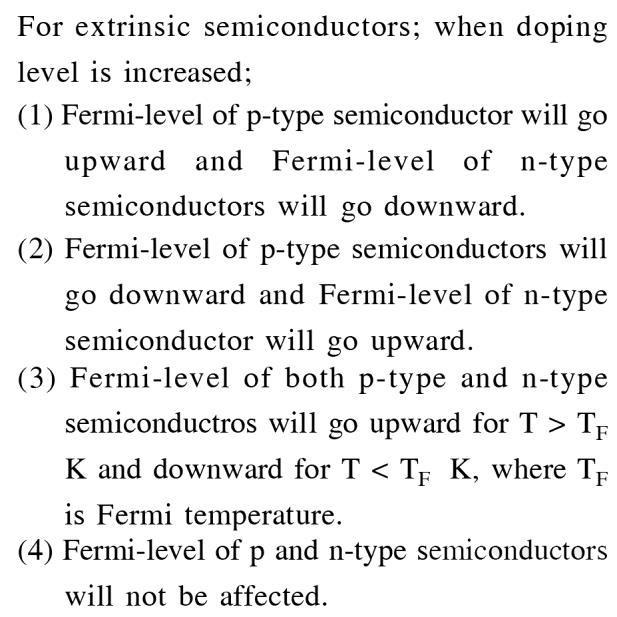 For extrinsic semiconductors; when doping
level is increased;
(1) Fermi-level of p-type semiconductor will go
upward and Fermi-level of n-type
semiconductors will go downward.
(2) Fermi-level of p-type semiconductors will
go downward and Fermi-level of n-type
semiconductor will go upward.
(3) Fermi-level of both p-type and n-type
semiconductros will go upward for T > T_F
K and downward for T < T_F K, where T_F
is Fermi temperature.
(4) Fermi-level of p and n-type semiconductors
will not be affected.